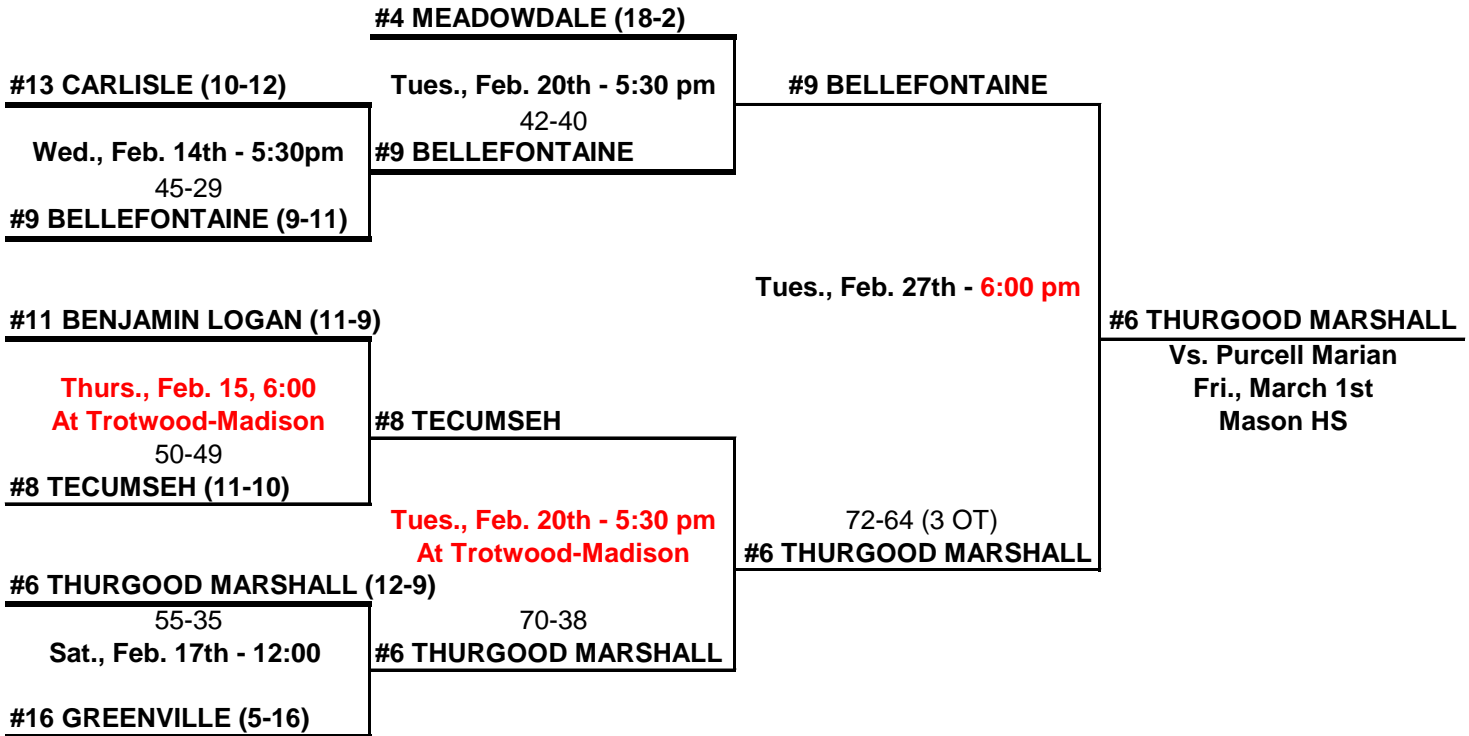 #4 MEADOWDALE (18-2)
#13 CARLISLE (10-12)
Tues., Feb. 20th - 5:30 pm
#9 BELLEFONTAINE
42-40
Wed., Feb. 14th - 5:30pm
#9 BELLEFONTAINE
45-29
#9 BELLEFONTAINE (9-11)
Tues., Feb. 27th - 6:00 pm
#11 BENJAMIN LOGAN (11-9)
#6 THURGOOD MARSHALL
Vs. Purcell Marian
Fri., March 1st
Mason HS
Thurs., Feb. 15, 6:00
At Trotwood-Madison
#8 TECUMSEH
50-49
#8 TECUMSEH (11-10)
Tues., Feb. 20th - 5:30 pm
At Trotwood-Madison
72-64 (3 OT)
#6 THURGOOD MARSHALL
#6 THURGOOD MARSHALL (12-9)
55-35
70-38
Sat., Feb. 17th - 12:00
#6 THURGOOD MARSHALL
#16 GREENVILLE (5-16)